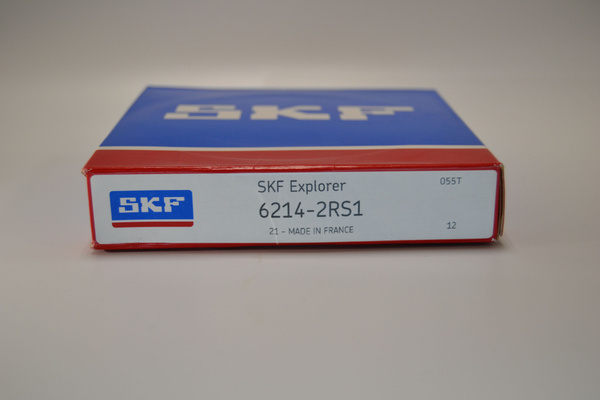 SKF
SKF Explorer
055T
SKF
6214-2RS1
21 - MADE IN FRANCE
12